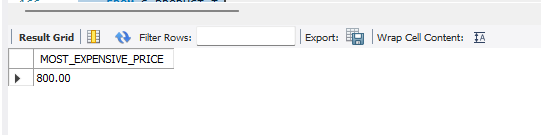 Result Grid Filter Rows: Export: Wrap Cell Content:
MOST_EXPENSIVE_PRICE
800.00